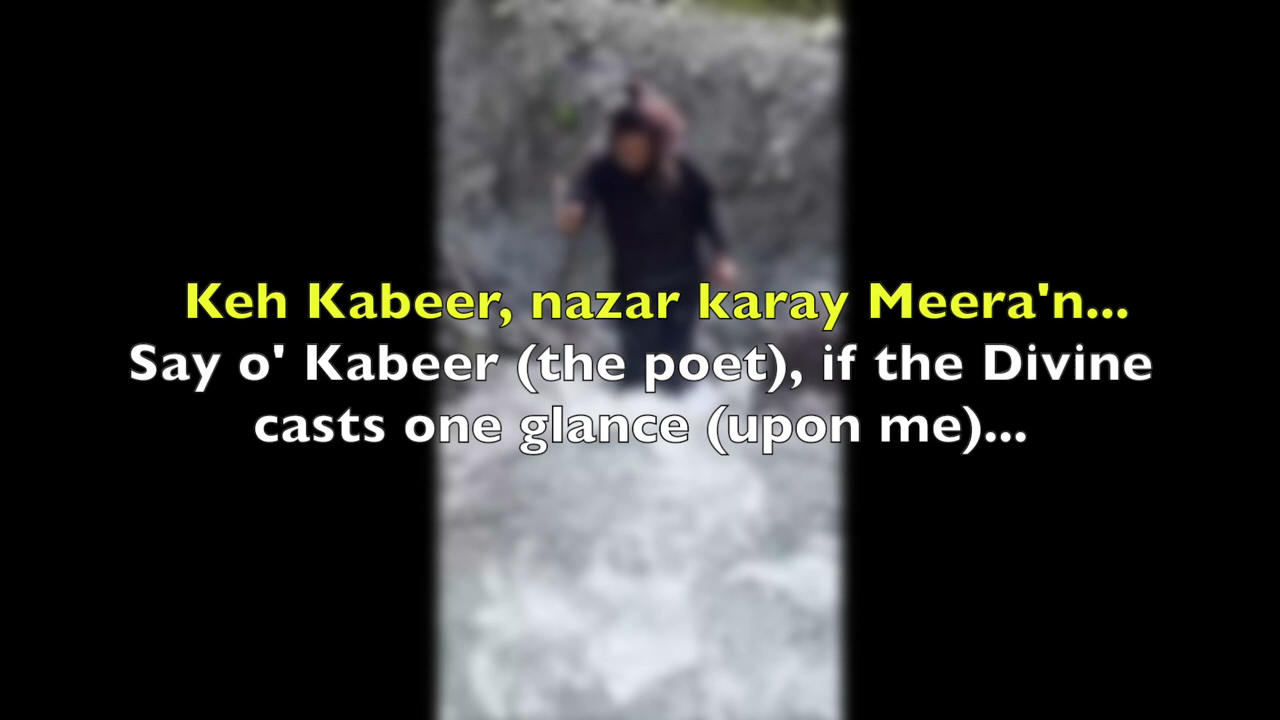 Keh Kabeer, nazar karay Meera'n...
Say o' Kabeer (the poet), if the Divine
casts one glance (upon me)...